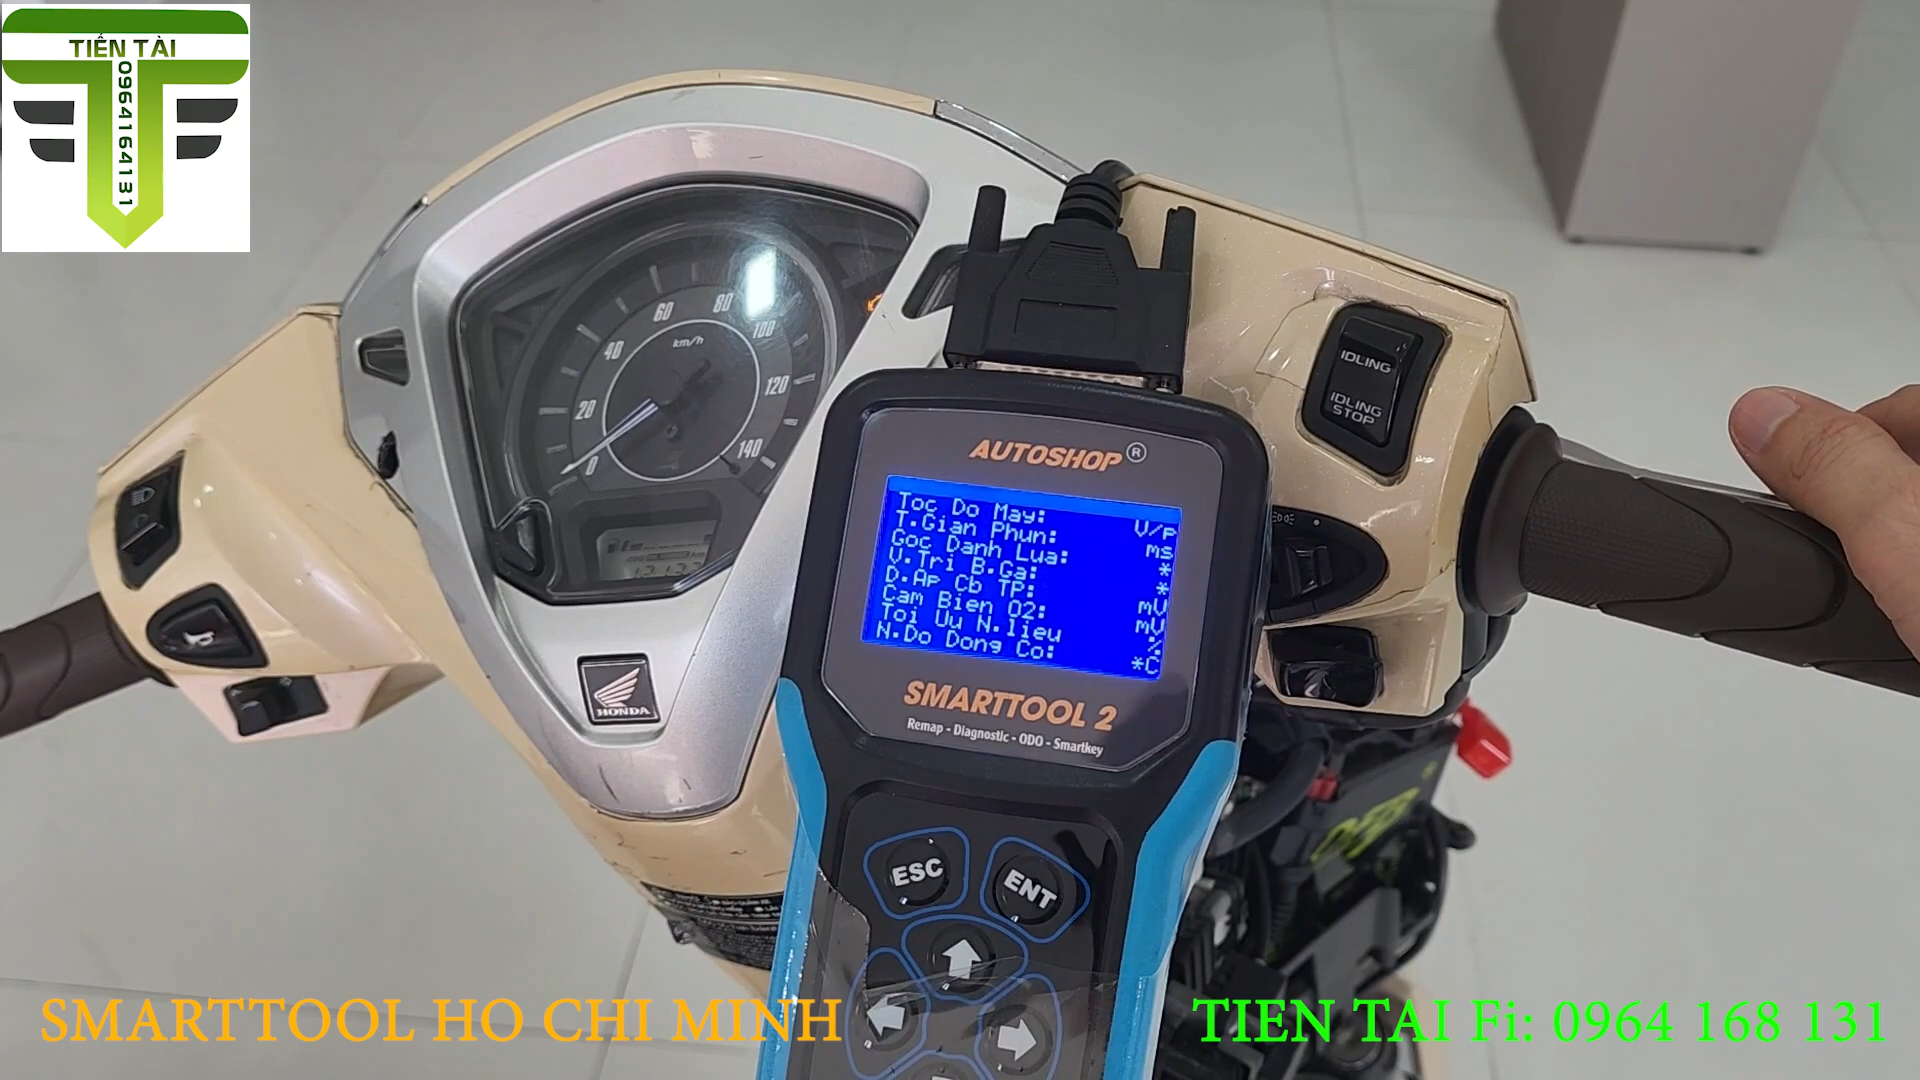 TIẾN TÀI
0964164131
60
80
100
40
km/h
120
20
140
0
E
IDLING
IDLING
STOP
AUTOSHOP®
Toc Do May: V/p
T.Gian Phun: ms
Goc Danh Lua: *
V.Tri B.Ga: *
D.Ap Cb TP: mV
Cam Bien O2: mV
Toi Uu N.lieu %
N.Do Dong Co: *C
HONDA
SMARTTOOL 2
Remap - Diagnostic - ODO - Smartkey
ESC
ENT
SMARTTOOL HO CHI MINH
TIEN TAI Fi: 0964 168 131